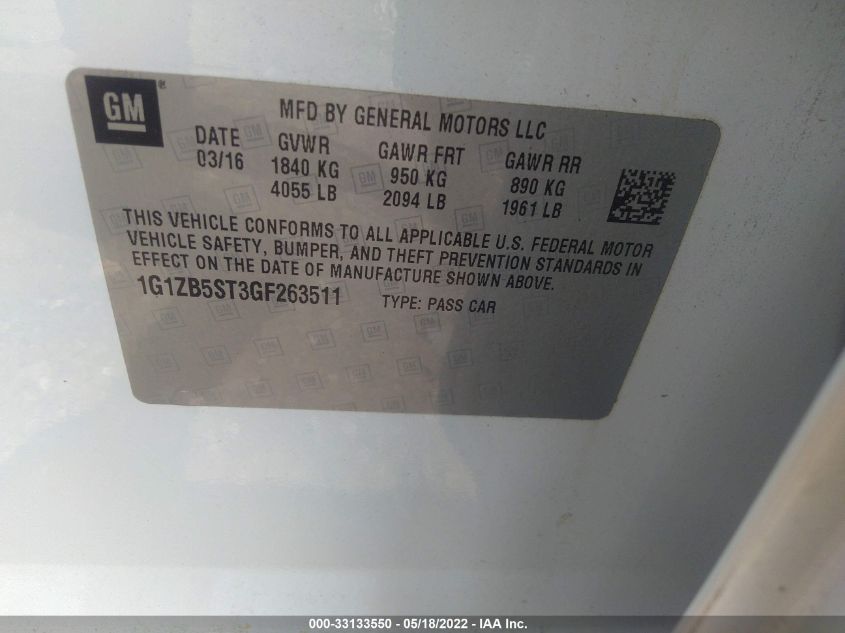 GM®
MFD BY GENERAL MOTORS LLC
DATE GVWR GAWR FRT GAWR RR
03/16 1840 KG 950 KG 890 KG
4055 LB 2094 LB 1961 LB
THIS VEHICLE CONFORMS TO ALL APPLICABLE U.S. FEDERAL MOTOR
VEHICLE SAFETY, BUMPER, AND THEFT PREVENTION STANDARDS IN
EFFECT ON THE DATE OF MANUFACTURE SHOWN ABOVE.
1G1ZB5ST3GF263511 TYPE: PASS CAR
000-33133550 - 05/18/2022 - IAA Inc.